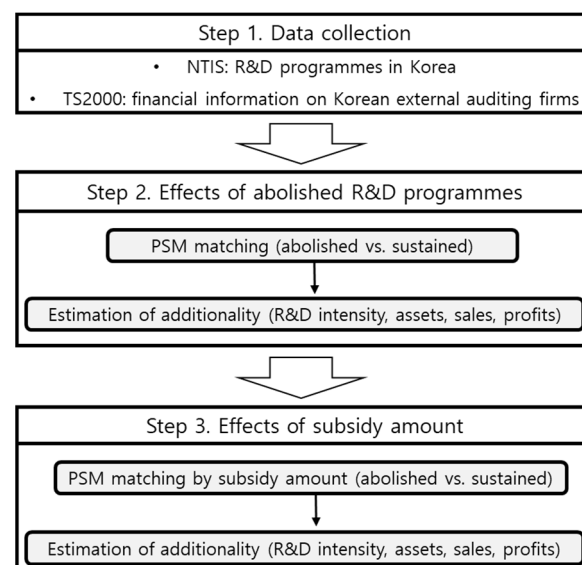 Step 1. Data collection
• NTIS: R&D programmes in Korea
• TS2000: financial information on Korean external auditing firms
Step 2. Effects of abolished R&D programmes
PSM matching (abolished vs. sustained)
Estimation of additionality (R&D intensity, assets, sales, profits)
Step 3. Effects of subsidy amount
PSM matching by subsidy amount (abolished vs. sustained)
Estimation of additionality (R&D intensity, assets, sales, profits)